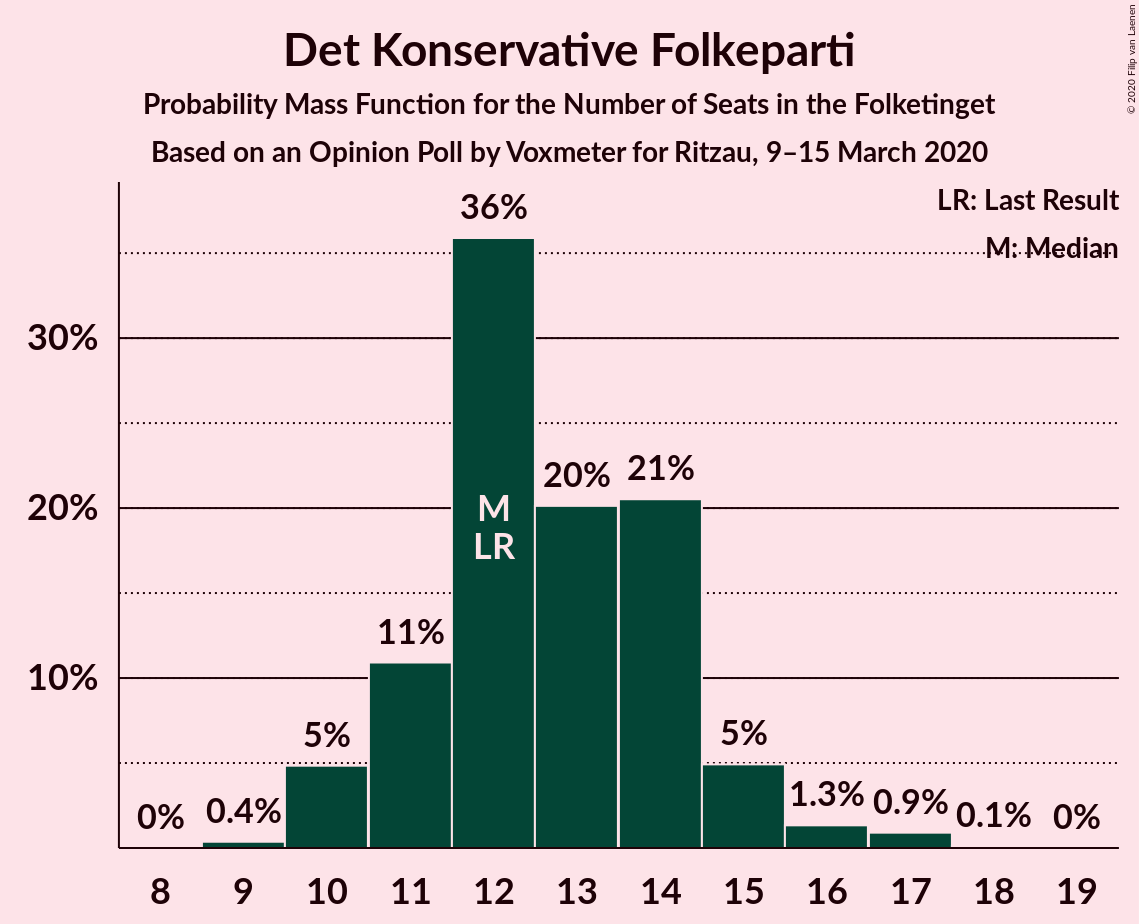 Det Konservative Folkeparti
Probability Mass Function for the Number of Seats in the Folketinget
Based on an Opinion Poll by Voxmeter for Ritzau, 9–15 March 2020
© 2020 Filip van Laenen
LR: Last Result
M: Median
30%
20%
10%
0%
0.4%
5%
11%
36%
M
LR
20%
21%
5%
1.3%
0.9%
0.1%
0%
8 9 10 11 12 13 14 15 16 17 18 19